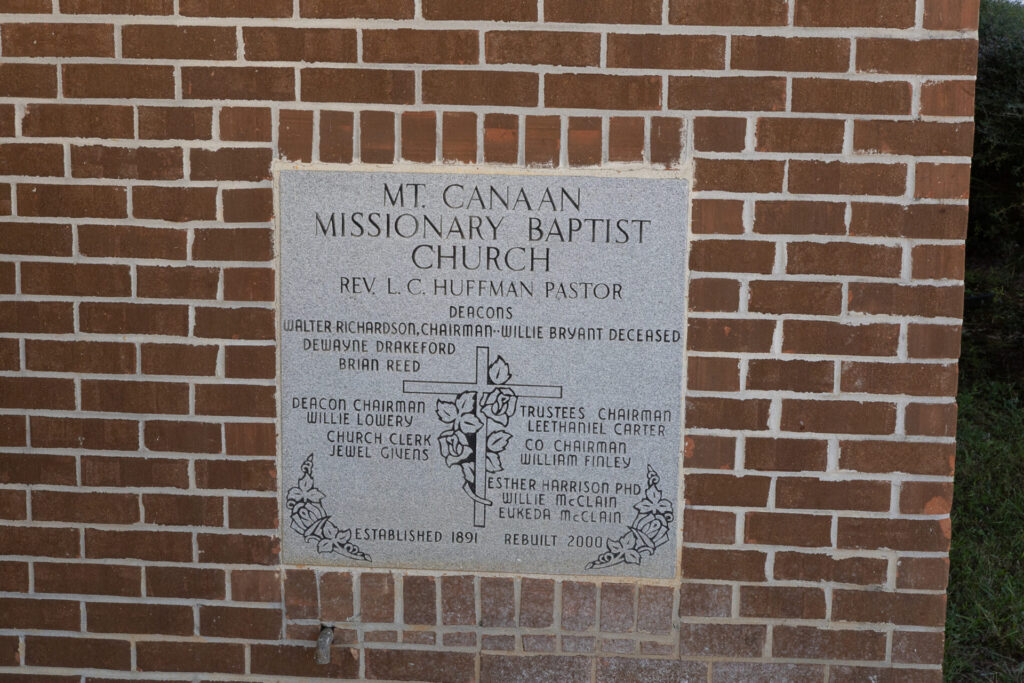 MT. CANAAN
MISSIONARY BAPTIST
CHURCH
REV. L. C. HUFFMAN PASTOR
DEACONS
WALTER RICHARDSON, CHAIRMAN--WILLIE BRYANT DECEASED
DEWAYNE DRAKEFORD
BRIAN REED
DEACON CHAIRMAN
WILLIE LOWERY
CHURCH CLERK
JEWEL GIVENS
TRUSTEES CHAIRMAN
LEETHANIEL CARTER
CO CHAIRMAN
WILLIAM FINLEY
ESTHER HARRISON PHD
WILLIE McCLAIN
EUKEDA McCLAIN
ESTABLISHED 1891 REBUILT 2000